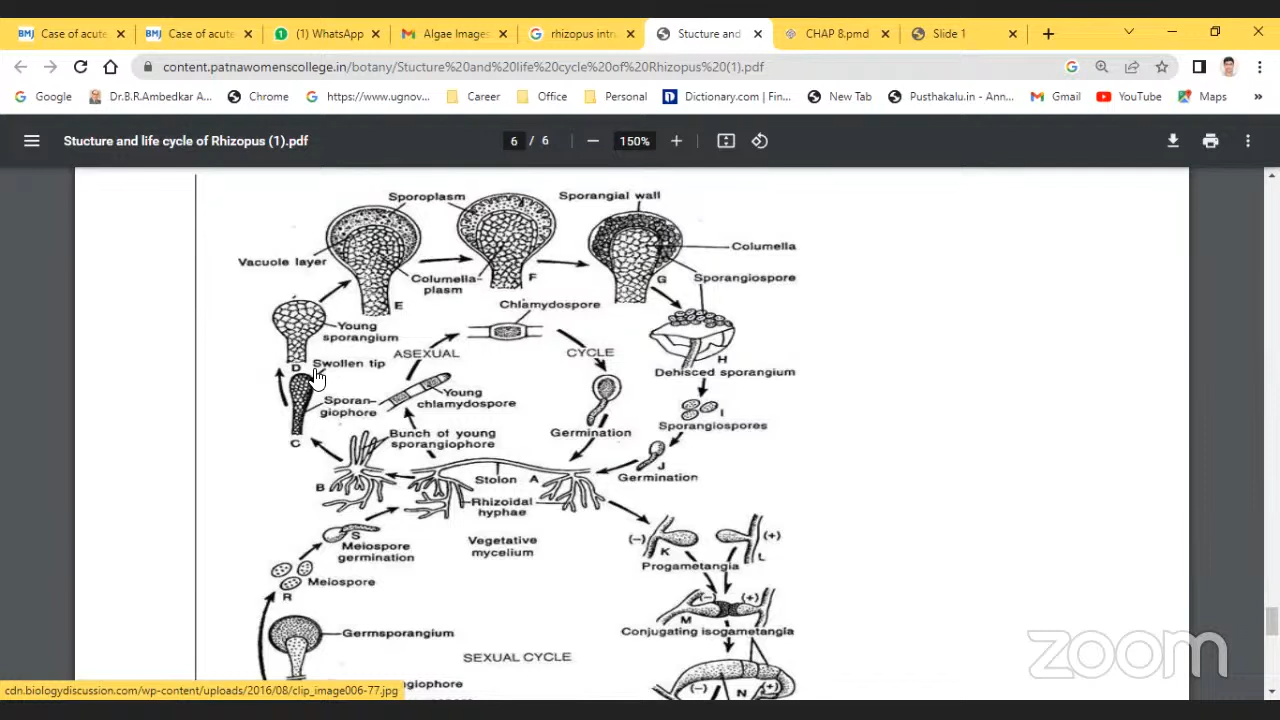 Case of acute
Case of acute
(1) WhatsApp
Algae Images
rhizopus intr
Stucture and
CHAP 8.pmd
Slide 1
content.patnawomenscollege.in/botany/Stucture%20and%20life%20cycle%20of%20Rhizopus%20(1).pdf
Google
Dr.B.R.Ambedkar A...
Chrome
https://www.ugnov...
Career
Office
Personal
Dictionary.com | Fin...
New Tab
Pusthakalu.in - Ann...
Gmail
YouTube
Maps
»
Stucture and life cycle of Rhizopus (1).pdf
6 / 6
150%
Sporoplasm
Sporangial wall
Vacuole layer
Columella-
plasm
E
F
G
Columella
Sporangiospore
Chlamydospore
Young
sporangium
D
Swollen tip
ASEXUAL
CYCLE
H
Dehisced sporangium
Sporan-
giophore
C
Young
chlamydospore
I
Sporangiospores
Bunch of young
sporangiophore
Germination
J
Germination
B
Stolon
A
Rhizoidal
hyphae
S
Meiospore
germination
Vegetative
mycelium
(-)
K
(+)
L
Progametangia
R
Meiospore
(-)
(+)
M
Conjugating isogametangia
Germsporangium
SEXUAL CYCLE
(-)
N
(+)
zoom
cdn.biologydiscussion.com/wp-content/uploads/2016/08/clip_image006-77.jpg